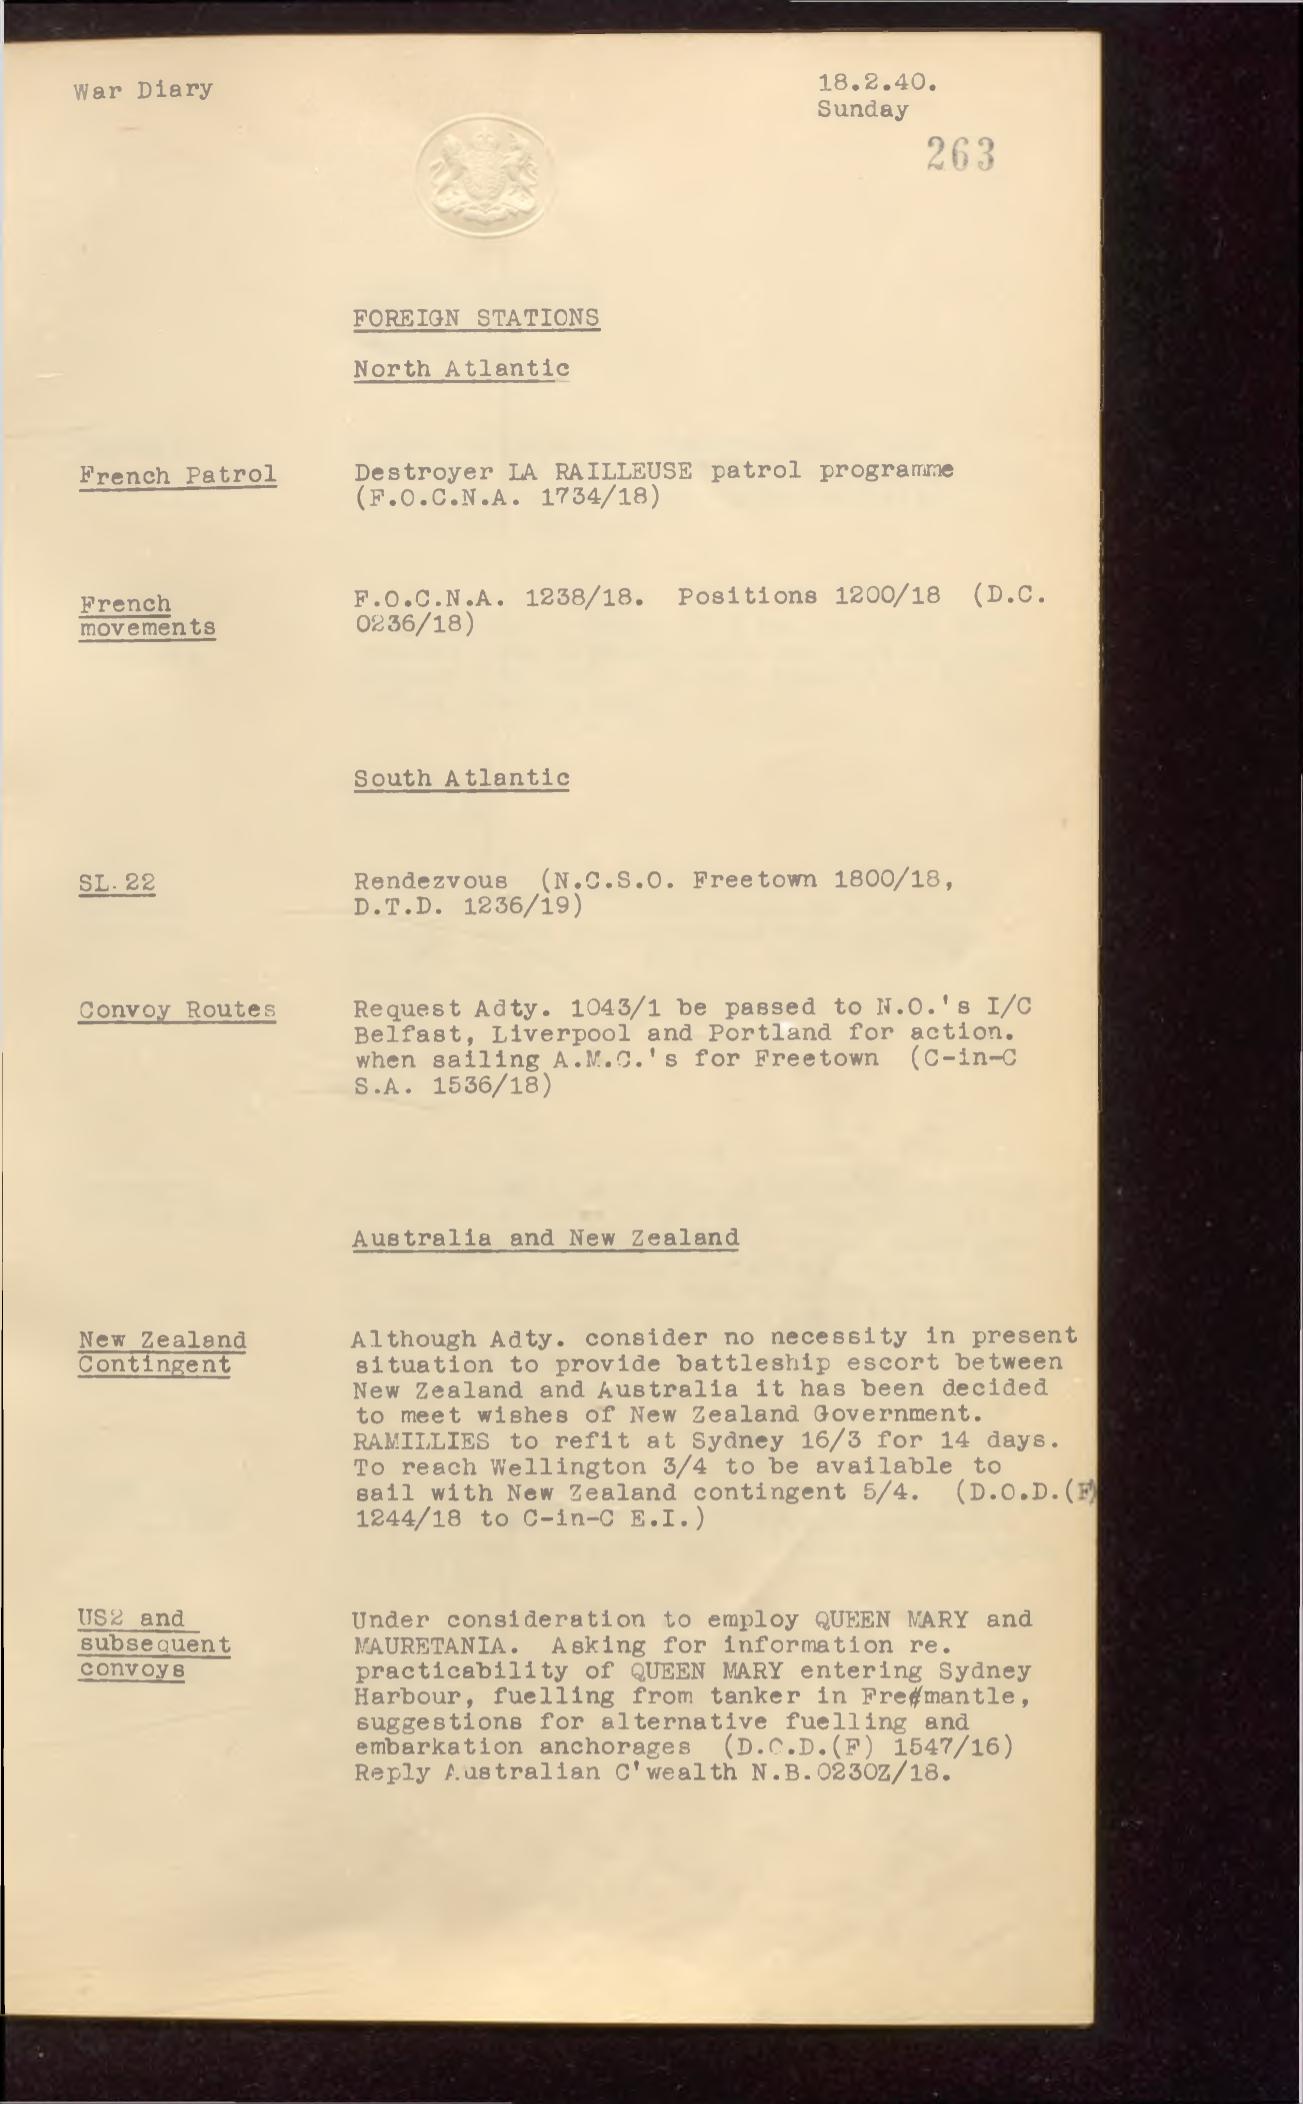 War Diary
18.2.40.
Sunday
263
FOREIGN STATIONS
North Atlantic
French Patrol
Destroyer LA RAILLEUSE patrol programme
(F.O.C.N.A. 1734/18)
French
movements
F.O.C.N.A. 1238/18. Positions 1200/18 (D.C.
0236/18)
South Atlantic
SL.22
Rendezvous (N.C.S.O. Freetown 1800/18,
D.T.D. 1236/19)
Convoy Routes
Request Adty. 1043/1 be passed to N.O.'s I/C
Belfast, Liverpool and Portland for action.
when sailing A.M.C.'s for Freetown (C-in-C
S.A. 1536/18)
Australia and New Zealand
New Zealand
Contingent
Although Adty. consider no necessity in present
situation to provide battleship escort between
New Zealand and Australia it has been decided
to meet wishes of New Zealand Government.
RAMILLIES to refit at Sydney 16/3 for 14 days.
To reach Wellington 3/4 to be available to
sail with New Zealand contingent 5/4. (D.O.D.(F)
1244/18 to C-in-C E.I.)
US2 and
subsequent
convoys
Under consideration to employ QUEEN MARY and
MAURETANIA. Asking for information re.
practicability of QUEEN MARY entering Sydney
Harbour, fuelling from tanker in Freemantle,
suggestions for alternative fuelling and
embarkation anchorages (D.O.D.(F) 1547/16)
Reply Australian C'wealth N.B.0230Z/18.